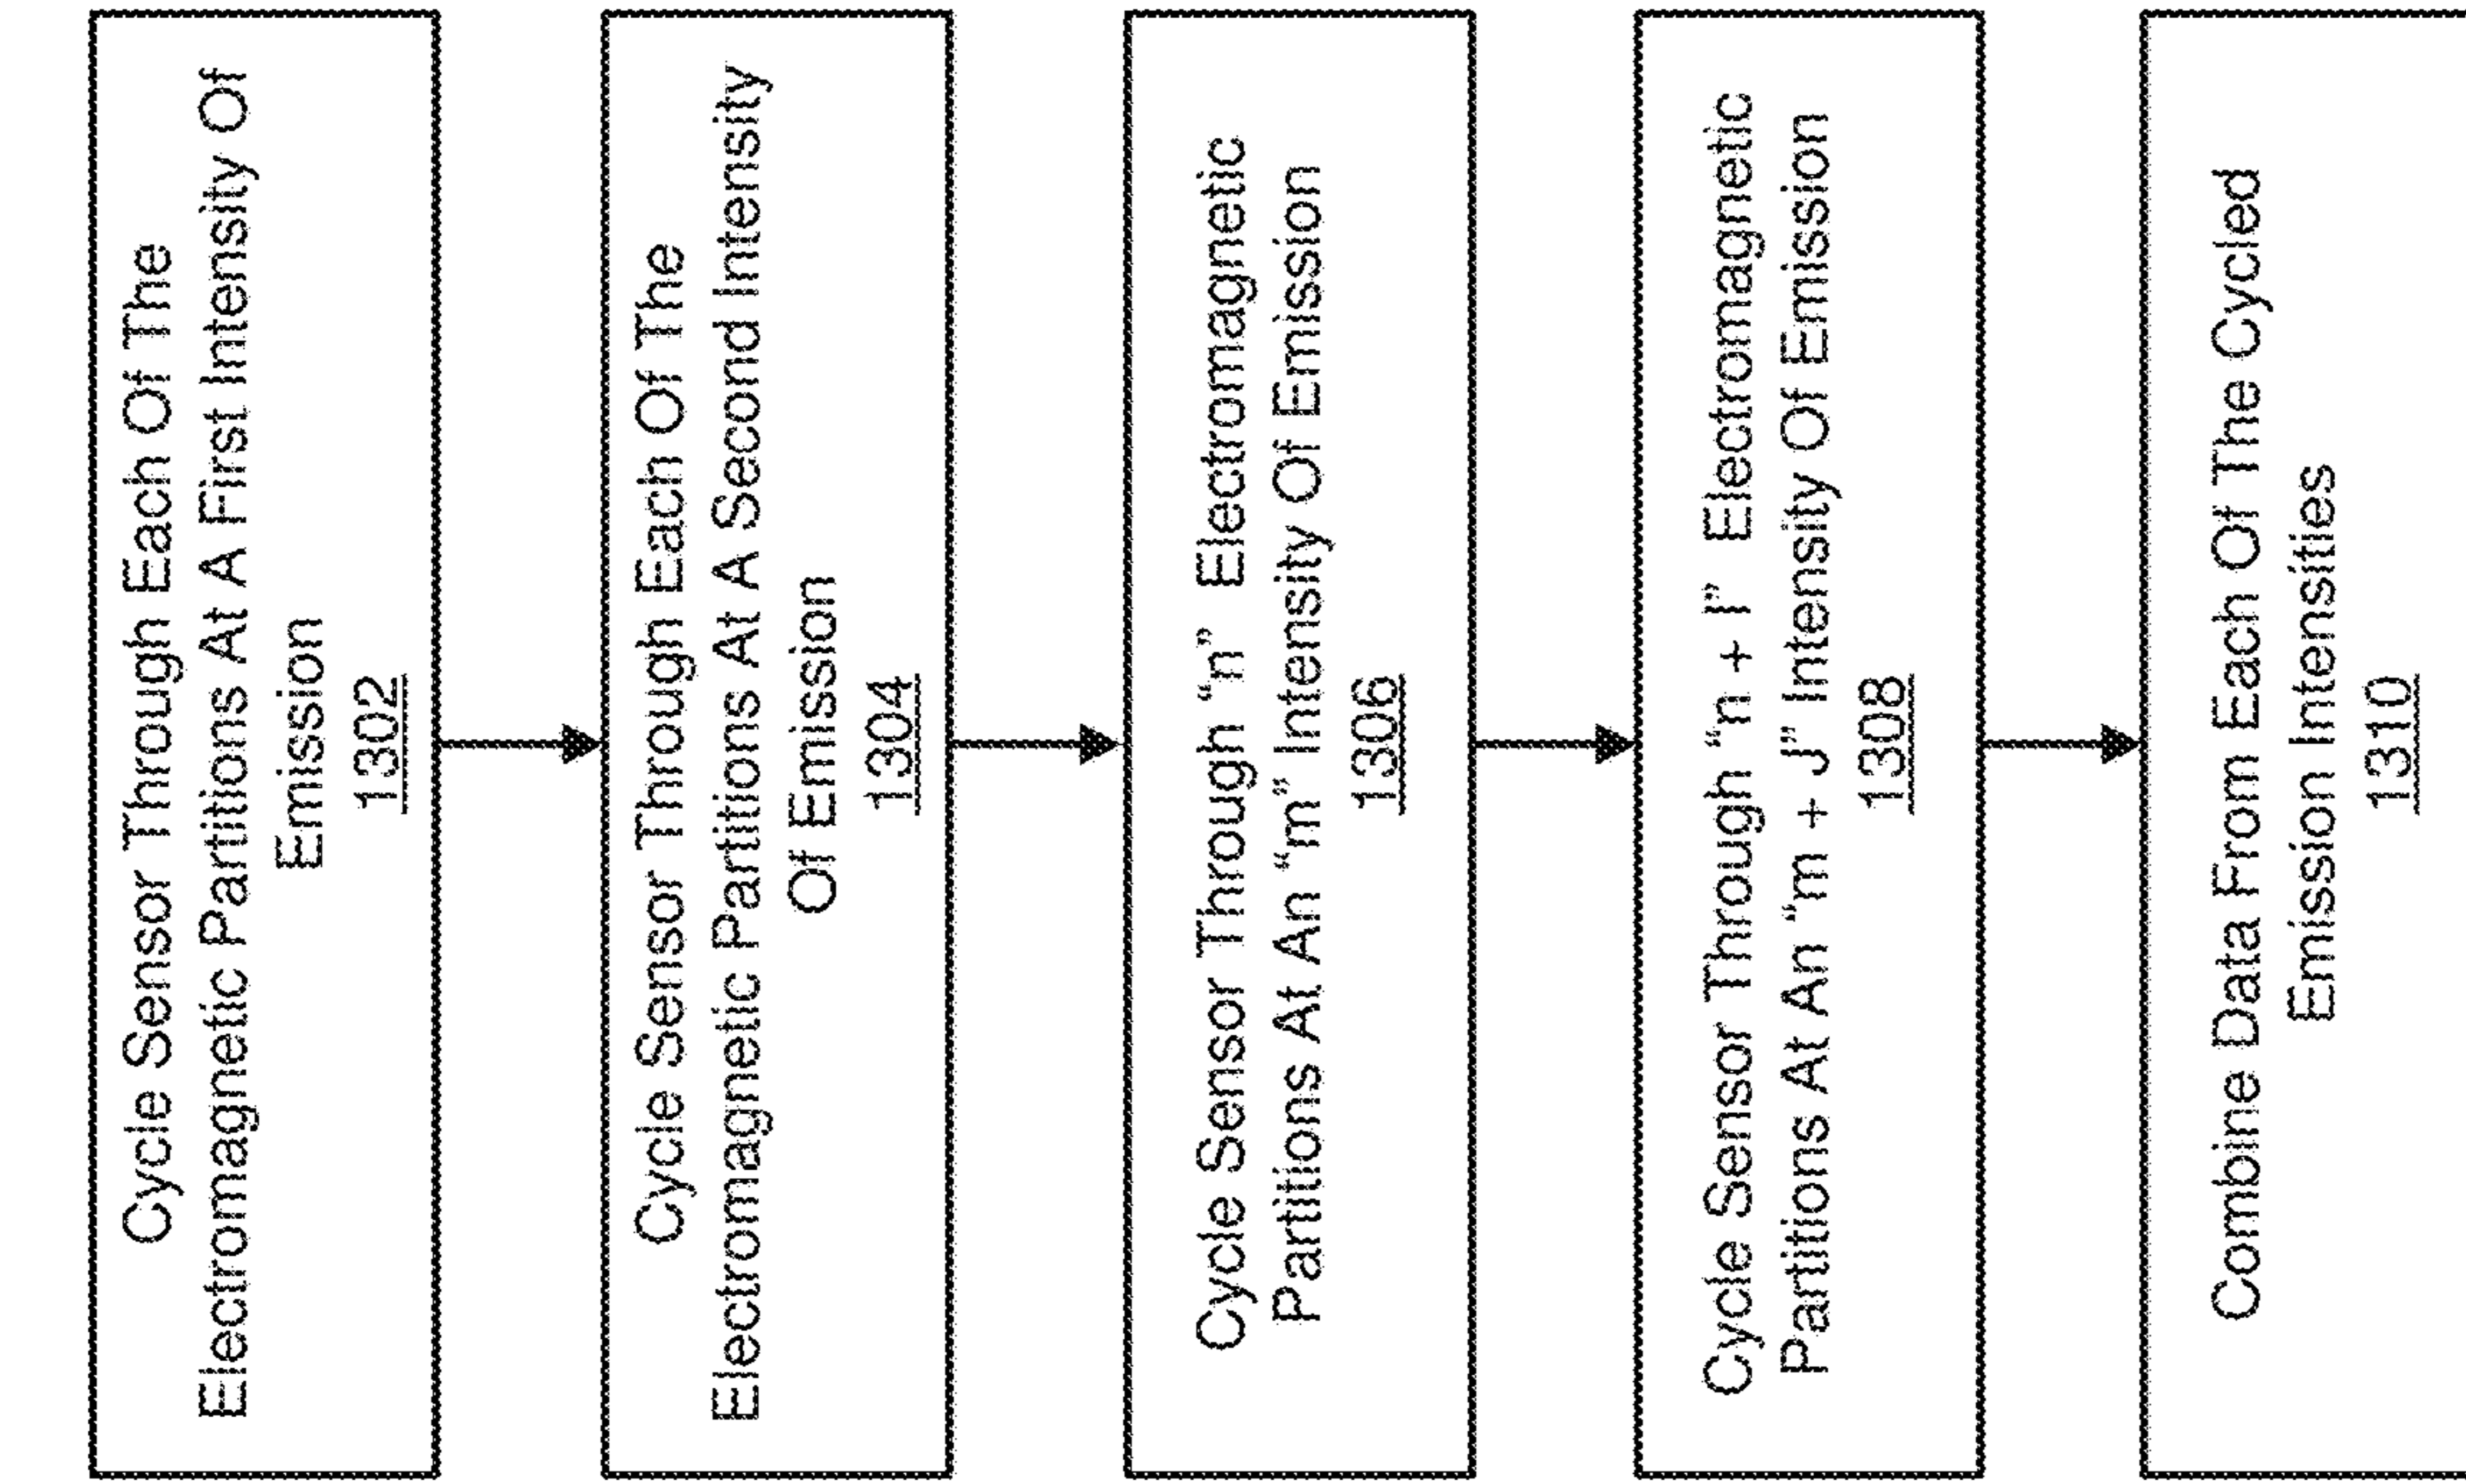 Cycle Sensor Through Each Of The
Electromagnetic Partitions At A First Intensity Of
Emission
1302
Cycle Sensor Through Each Of The
Electromagnetic Partitions At A Second Intensity
Of Emission
1304
Cycle Sensor Through “n” Electromagnetic
Partitions At An “m” Intensity Of Emission
1306
Cycle Sensor Through “n + I” Electromagnetic
Partitions At An “m + J” Intensity Of Emission
1308
Combine Data From Each Of The Cycled
Emission Intensities
1310